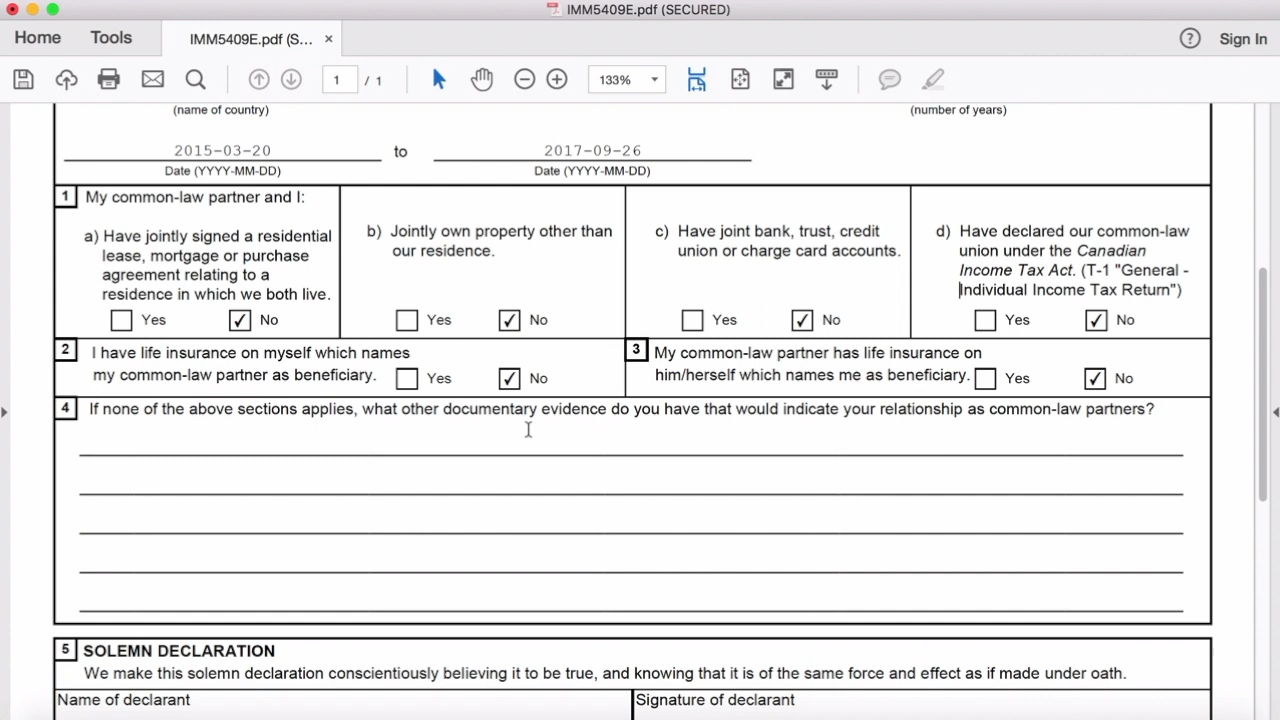 IMM5409E.pdf (SECURED)
Home Tools IMM5409E.pdf (S... × ? Sign In
1 / 1 133%
(name of country) (number of years)
2015-03-20 to 2017-09-26
Date (YYYY-MM-DD) Date (YYYY-MM-DD)
1 My common-law partner and I:
a) Have jointly signed a residential
lease, mortgage or purchase
agreement relating to a
residence in which we both live.
Yes No
b) Jointly own property other than
our residence.
Yes No
c) Have joint bank, trust, credit
union or charge card accounts.
Yes No
d) Have declared our common-law
union under the Canadian
Income Tax Act. (T-1 "General -
Individual Income Tax Return")
Yes No
2 I have life insurance on myself which names
my common-law partner as beneficiary. Yes No
3 My common-law partner has life insurance on
him/herself which names me as beneficiary. Yes No
4 If none of the above sections applies, what other documentary evidence do you have that would indicate your relationship as common-law partners?
5 SOLEMN DECLARATION
We make this solemn declaration conscientiously believing it to be true, and knowing that it is of the same force and effect as if made under oath.
Name of declarant Signature of declarant